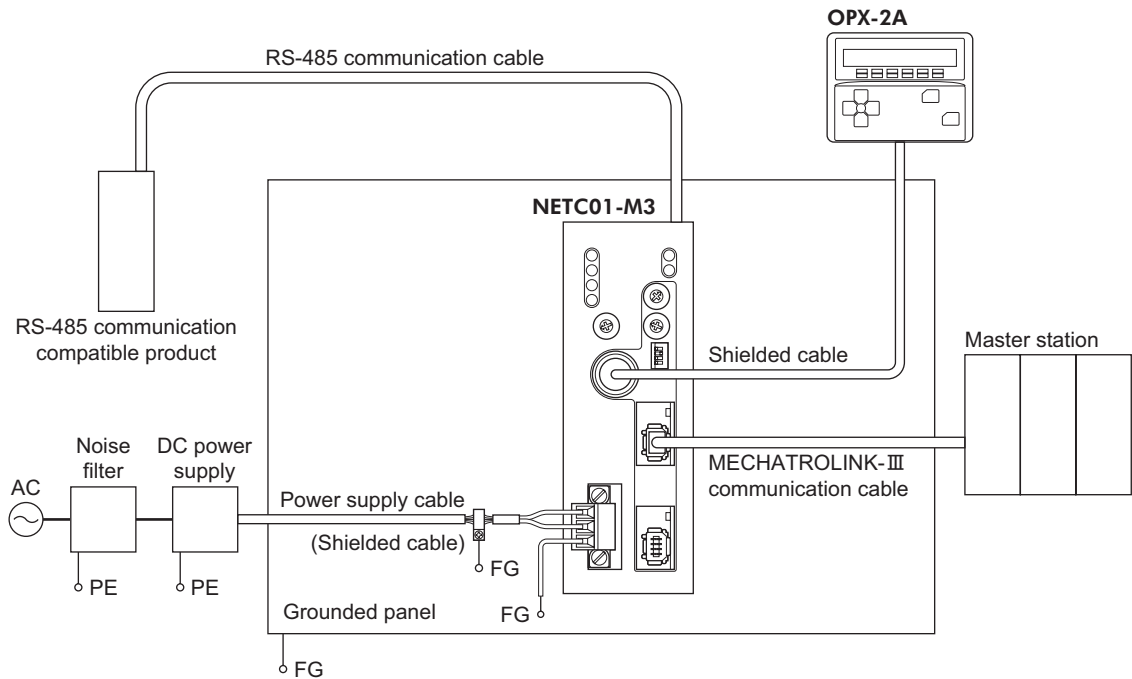 OPX-2A
RS-485 communication cable
NETC01-M3
RS-485 communication
compatible product
Shielded cable
Master station
MECHATROLINK-Ⅲ
communication cable
Noise
filter
DC power
supply
AC
Power supply cable
(Shielded cable)
FG
PE
PE
Grounded panel
FG
FG